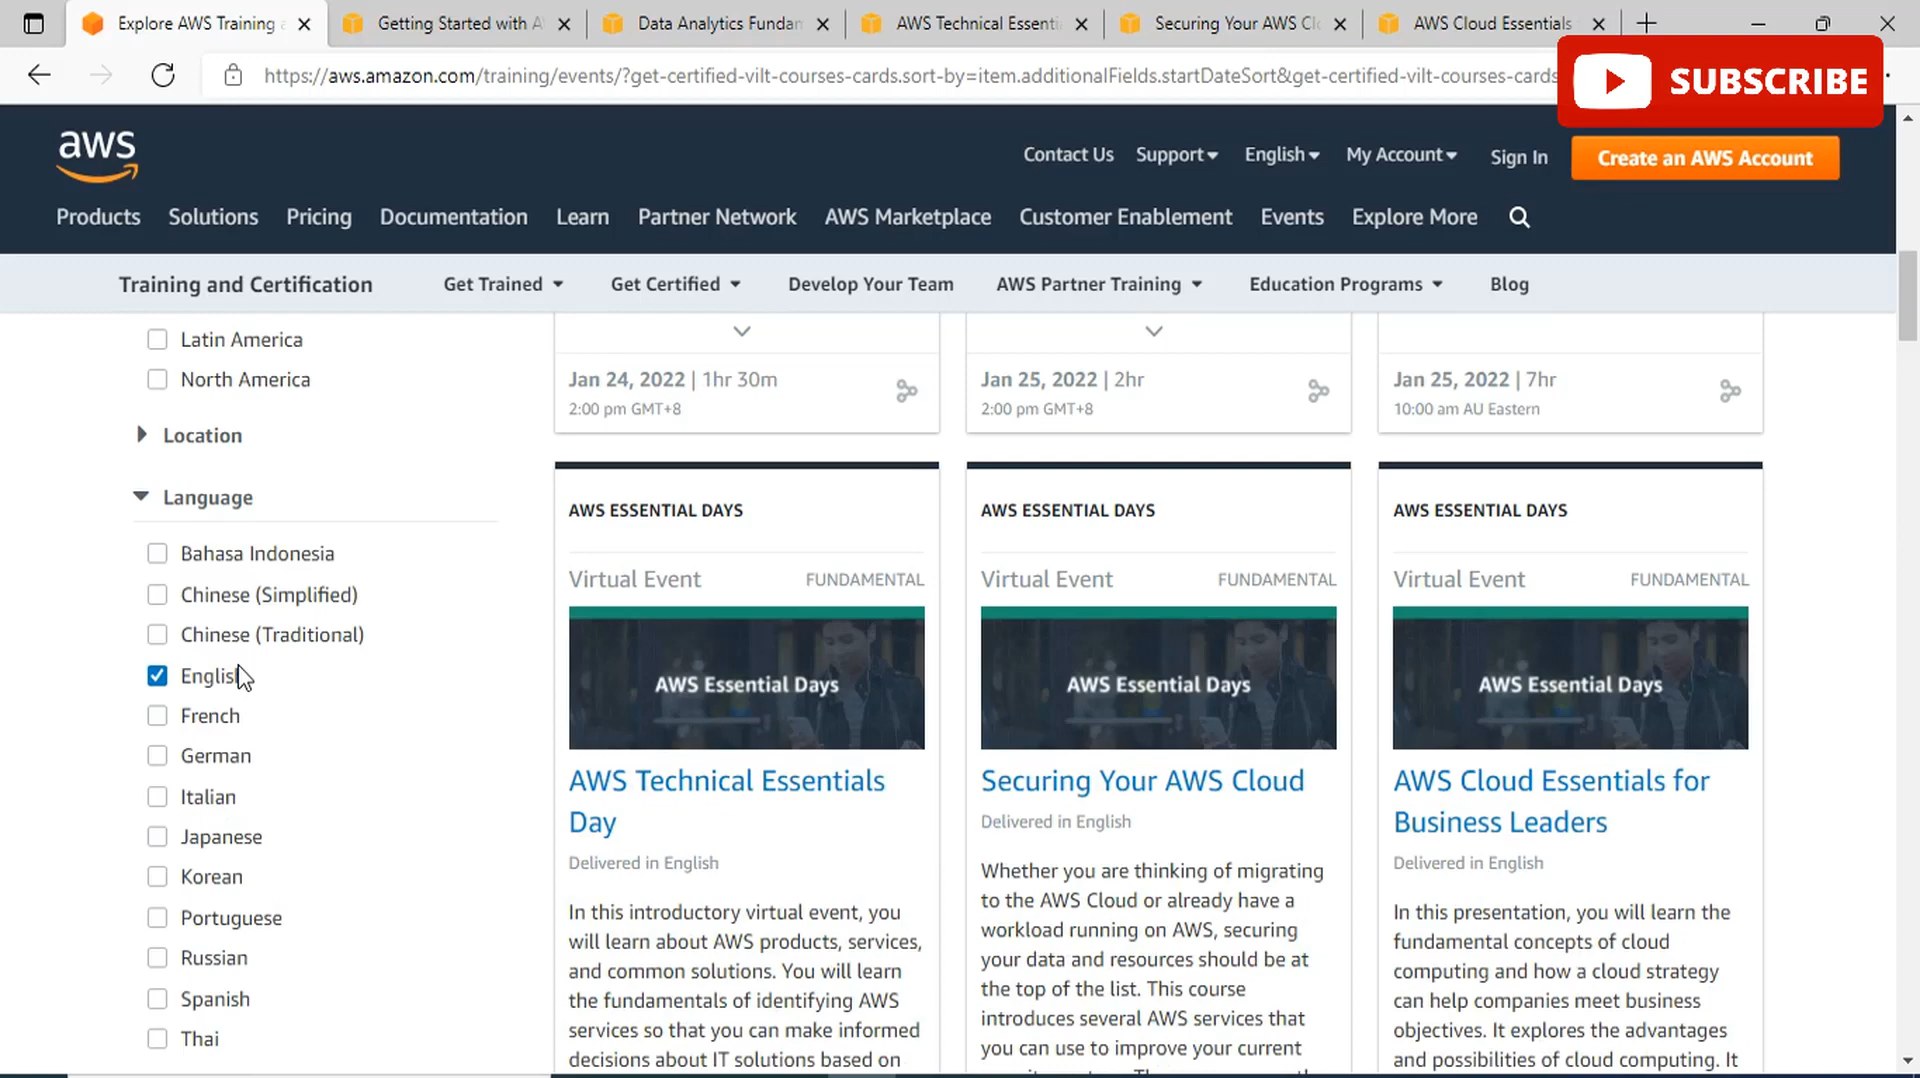 Explore AWS Training
Getting Started with A
Data Analytics Fundam
AWS Technical Essenti
Securing Your AWS Cl
AWS Cloud Essentials
https://aws.amazon.com/training/events/?get-certified-vilt-courses-cards.sort-by=item.additionalFields.startDateSort&get-certified-vilt-courses-cards
SUBSCRIBE
aws
Contact Us Support English My Account Sign In Create an AWS Account
Products Solutions Pricing Documentation Learn Partner Network AWS Marketplace Customer Enablement Events Explore More
Training and Certification Get Trained Get Certified Develop Your Team AWS Partner Training Education Programs Blog
Latin America
North America
Location
Language
Bahasa Indonesia
Chinese (Simplified)
Chinese (Traditional)
English
French
German
Italian
Japanese
Korean
Portuguese
Russian
Spanish
Thai
Jan 24, 2022 | 1hr 30m
2:00 pm GMT+8
Jan 25, 2022 | 2hr
2:00 pm GMT+8
Jan 25, 2022 | 7hr
10:00 am AU Eastern
AWS ESSENTIAL DAYS
Virtual Event FUNDAMENTAL
AWS Essential Days
AWS Technical Essentials
Day
Delivered in English
In this introductory virtual event, you
will learn about AWS products, services,
and common solutions. You will learn
the fundamentals of identifying AWS
services so that you can make informed
decisions about IT solutions based on
AWS ESSENTIAL DAYS
Virtual Event FUNDAMENTAL
AWS Essential Days
Securing Your AWS Cloud
Delivered in English
Whether you are thinking of migrating
to the AWS Cloud or already have a
workload running on AWS, securing
your data and resources should be at
the top of the list. This course
introduces several AWS services that
you can use to improve your current
AWS ESSENTIAL DAYS
Virtual Event FUNDAMENTAL
AWS Essential Days
AWS Cloud Essentials for
Business Leaders
Delivered in English
In this presentation, you will learn the
fundamental concepts of cloud
computing and how a cloud strategy
can help companies meet business
objectives. It explores the advantages
and possibilities of cloud computing. It